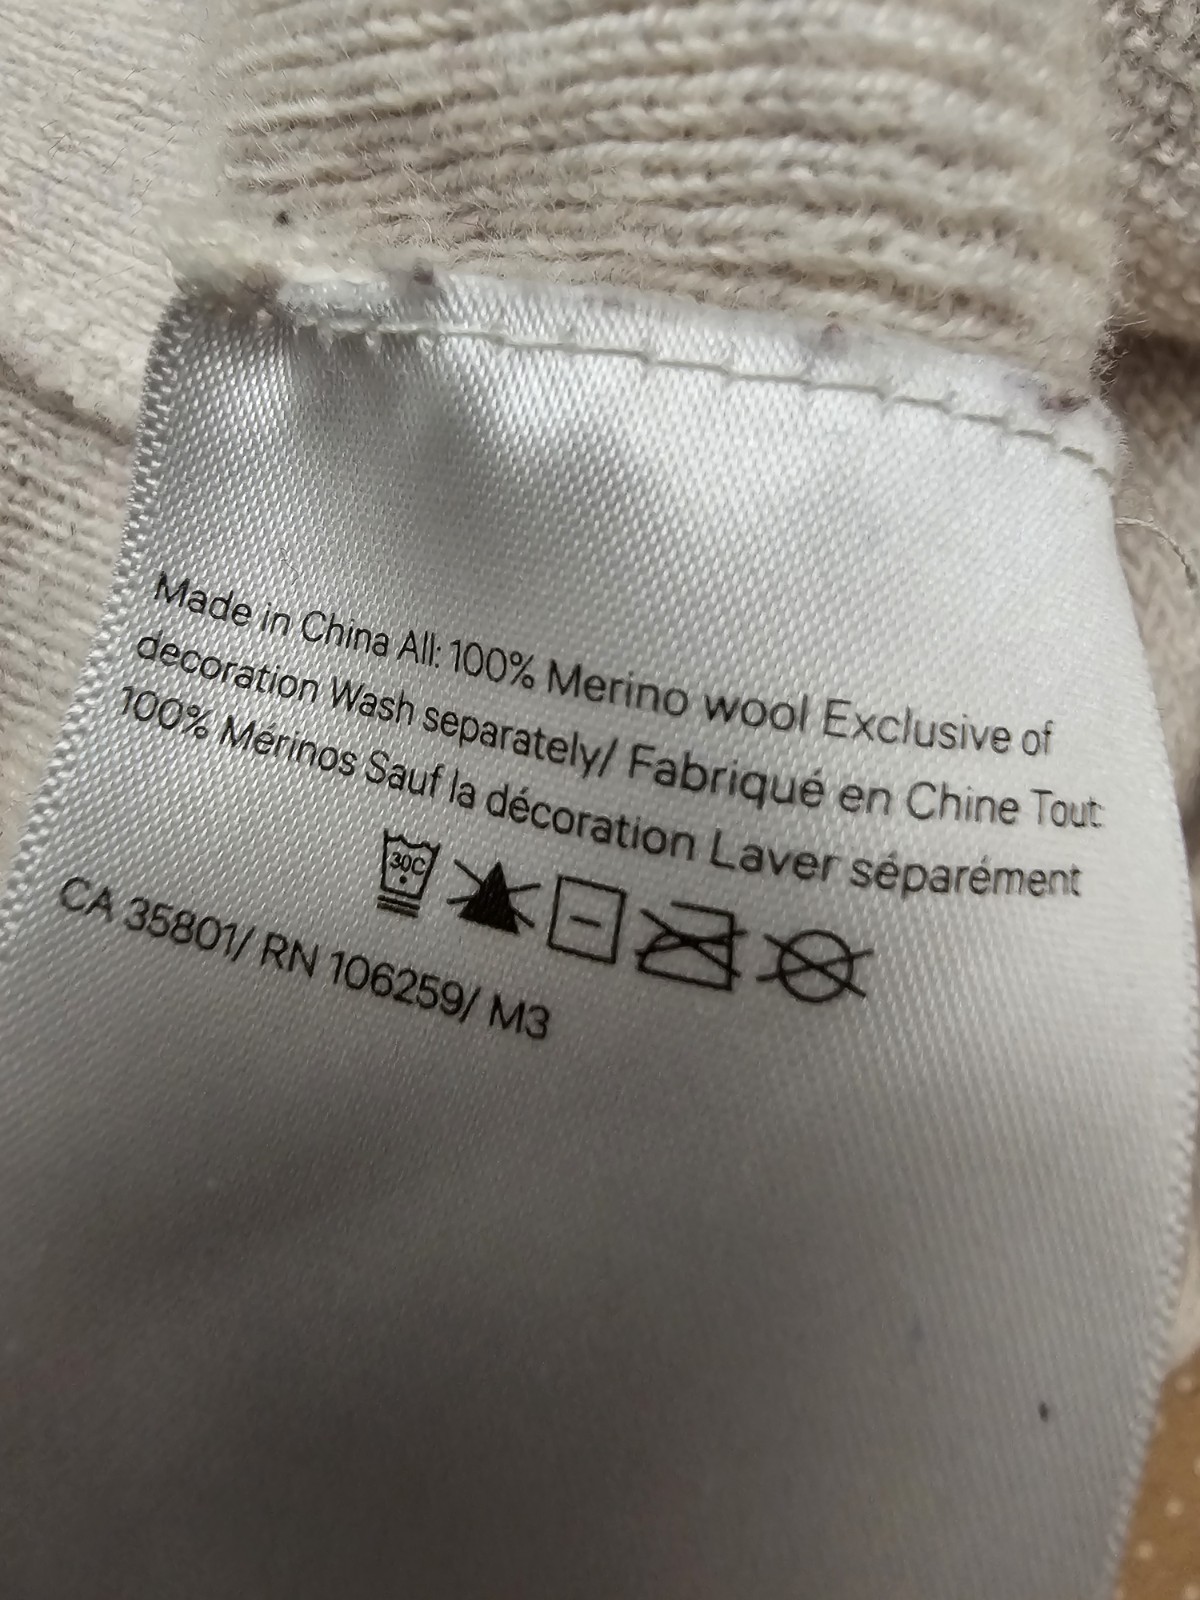 Made in China All: 100% Merino wool Exclusive of
decoration Wash separately/ Fabriqué en Chine Tout:
100% Mérinos Sauf la décoration Laver séparément
30C
CA 35801/ RN 106259/ M3